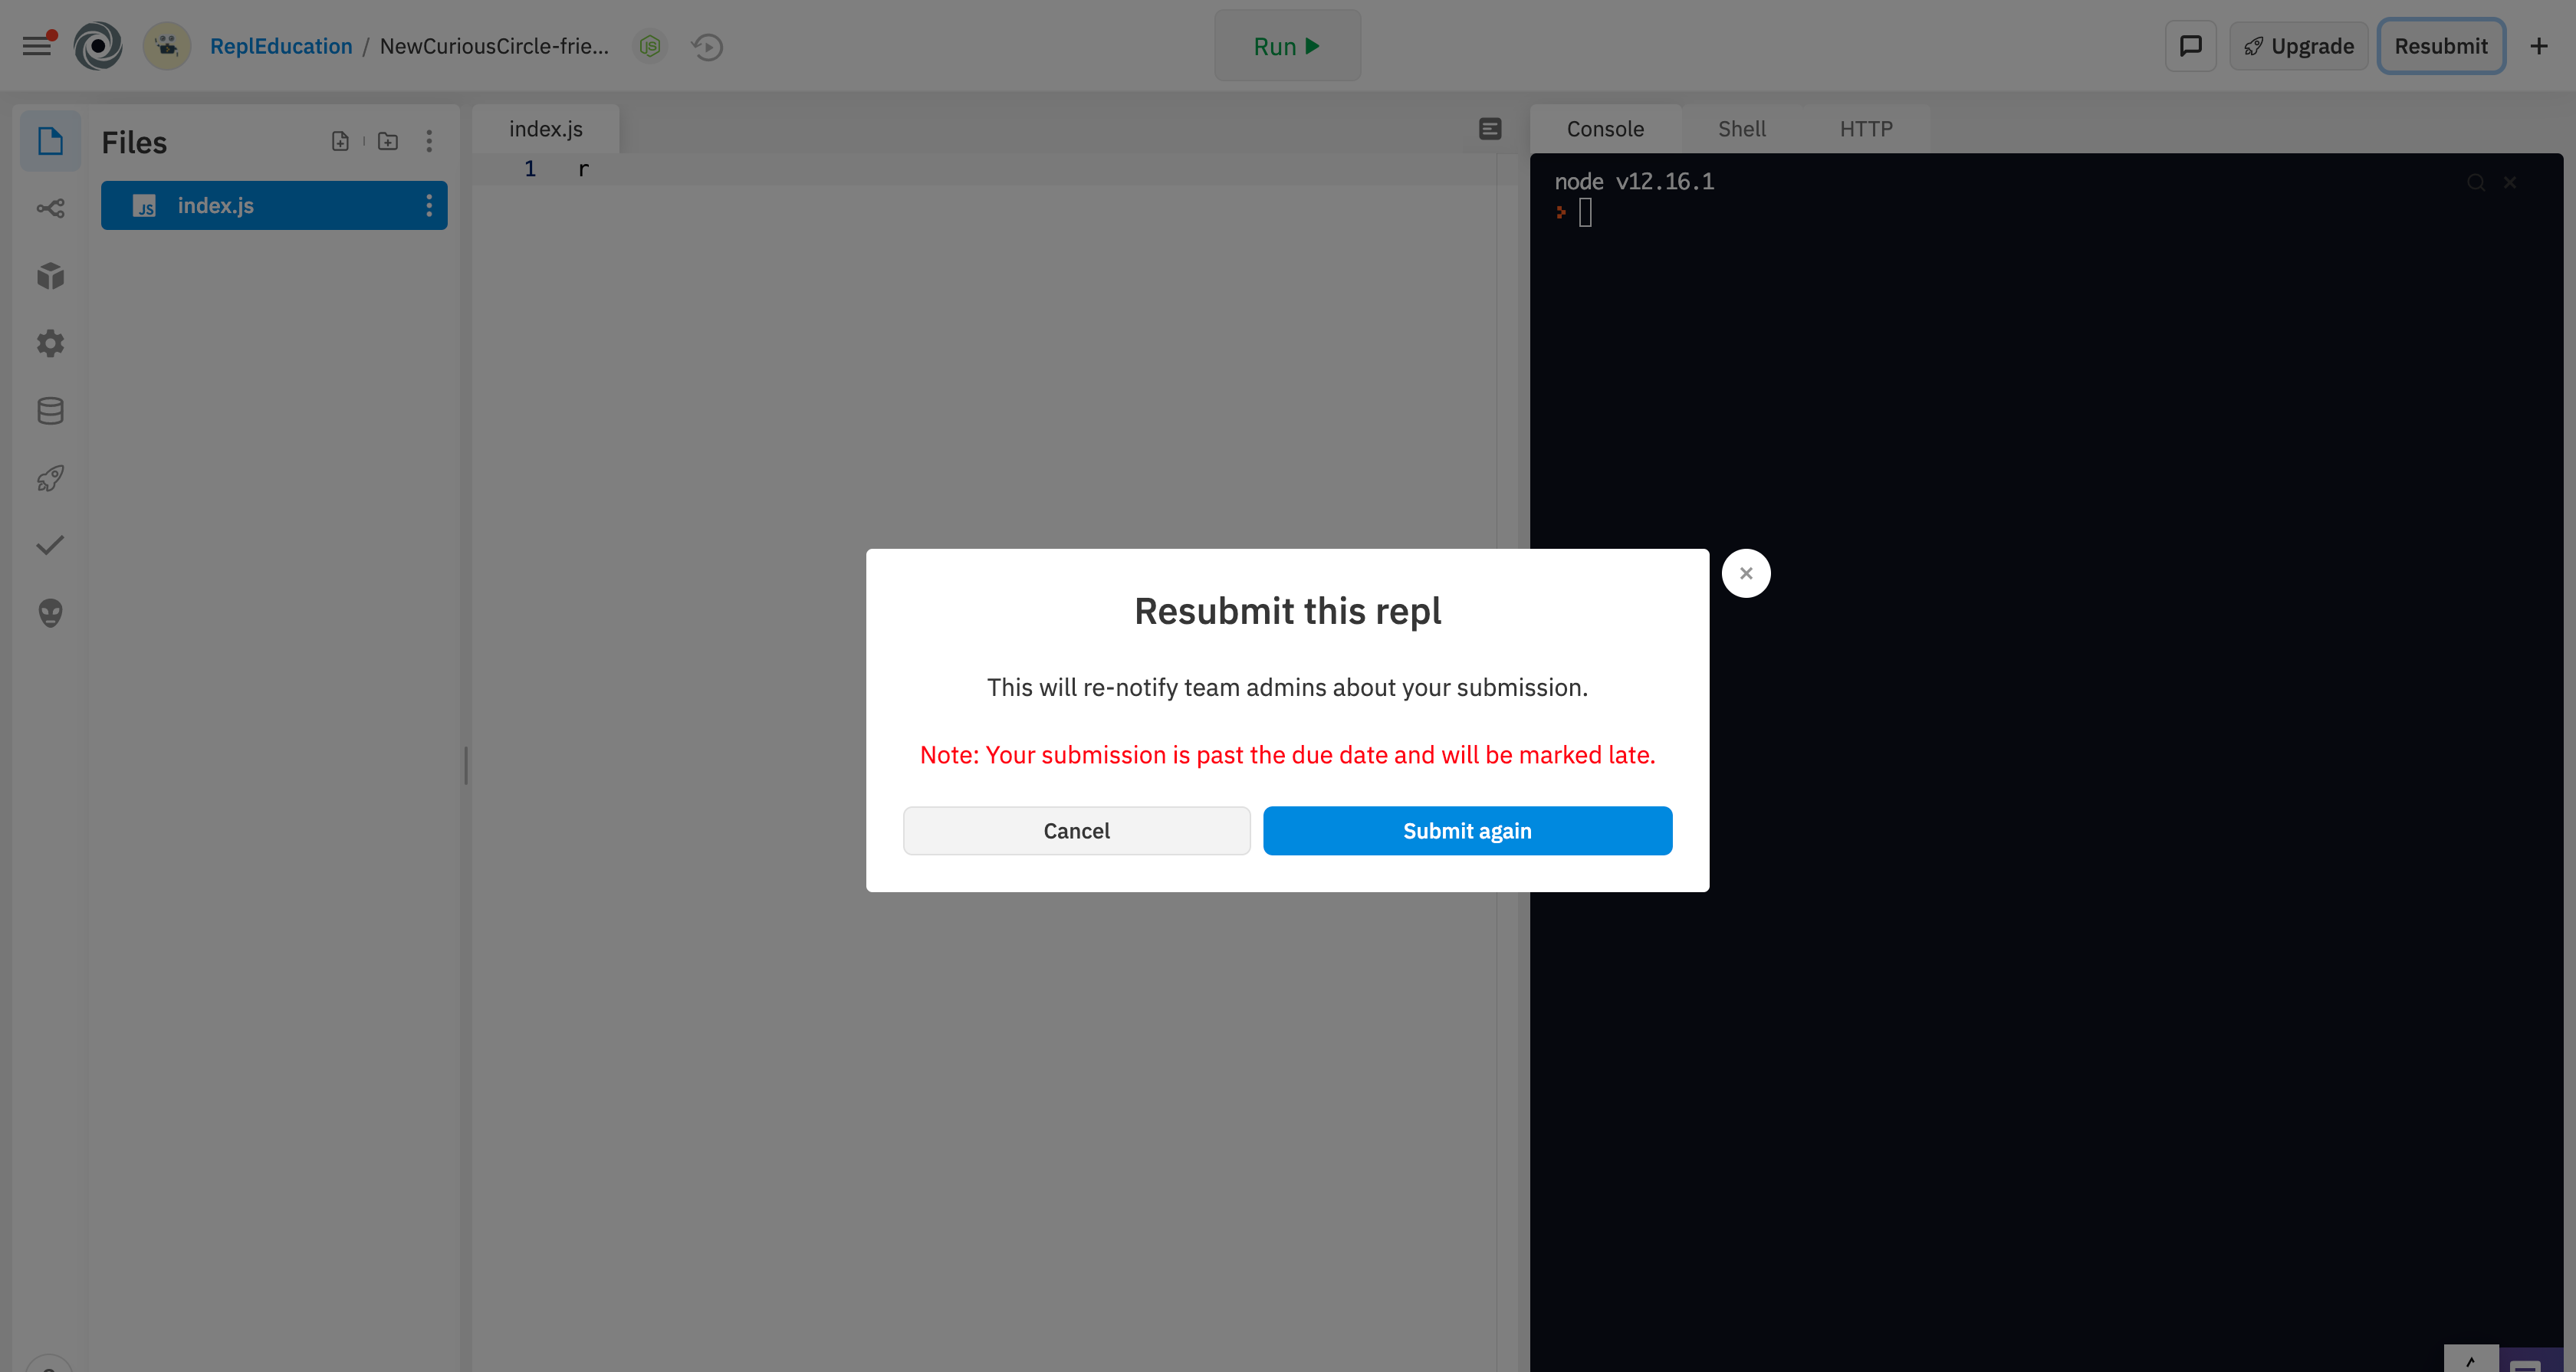 ReplEducation / NewCuriousCircle-frie...
Run
Upgrade
Resubmit
Files
index.js
index.js
1 r
Console
Shell
HTTP
node v12.16.1
Resubmit this repl
This will re-notify team admins about your submission.
Note: Your submission is past the due date and will be marked late.
Cancel
Submit again